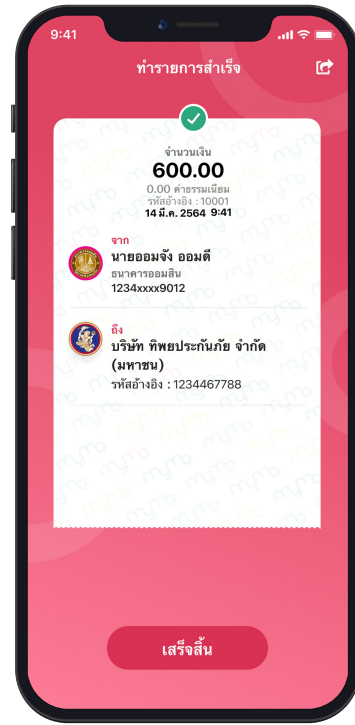 9:41
ทำรายการสำเร็จ
จำนวนเงิน
600.00
0.00 ค่าธรรมเนียม
รหัสอ้างอิง : 10001
14 มี.ค. 2564 9:41
จาก
นายออมจัง ออมดี
ธนาคารออมสิน
1234xxxx9012
ถึง
บริษัท ทิพยประกันภัย จำกัด
(มหาชน)
รหัสอ้างอิง : 1234467788
เสร็จสิ้น